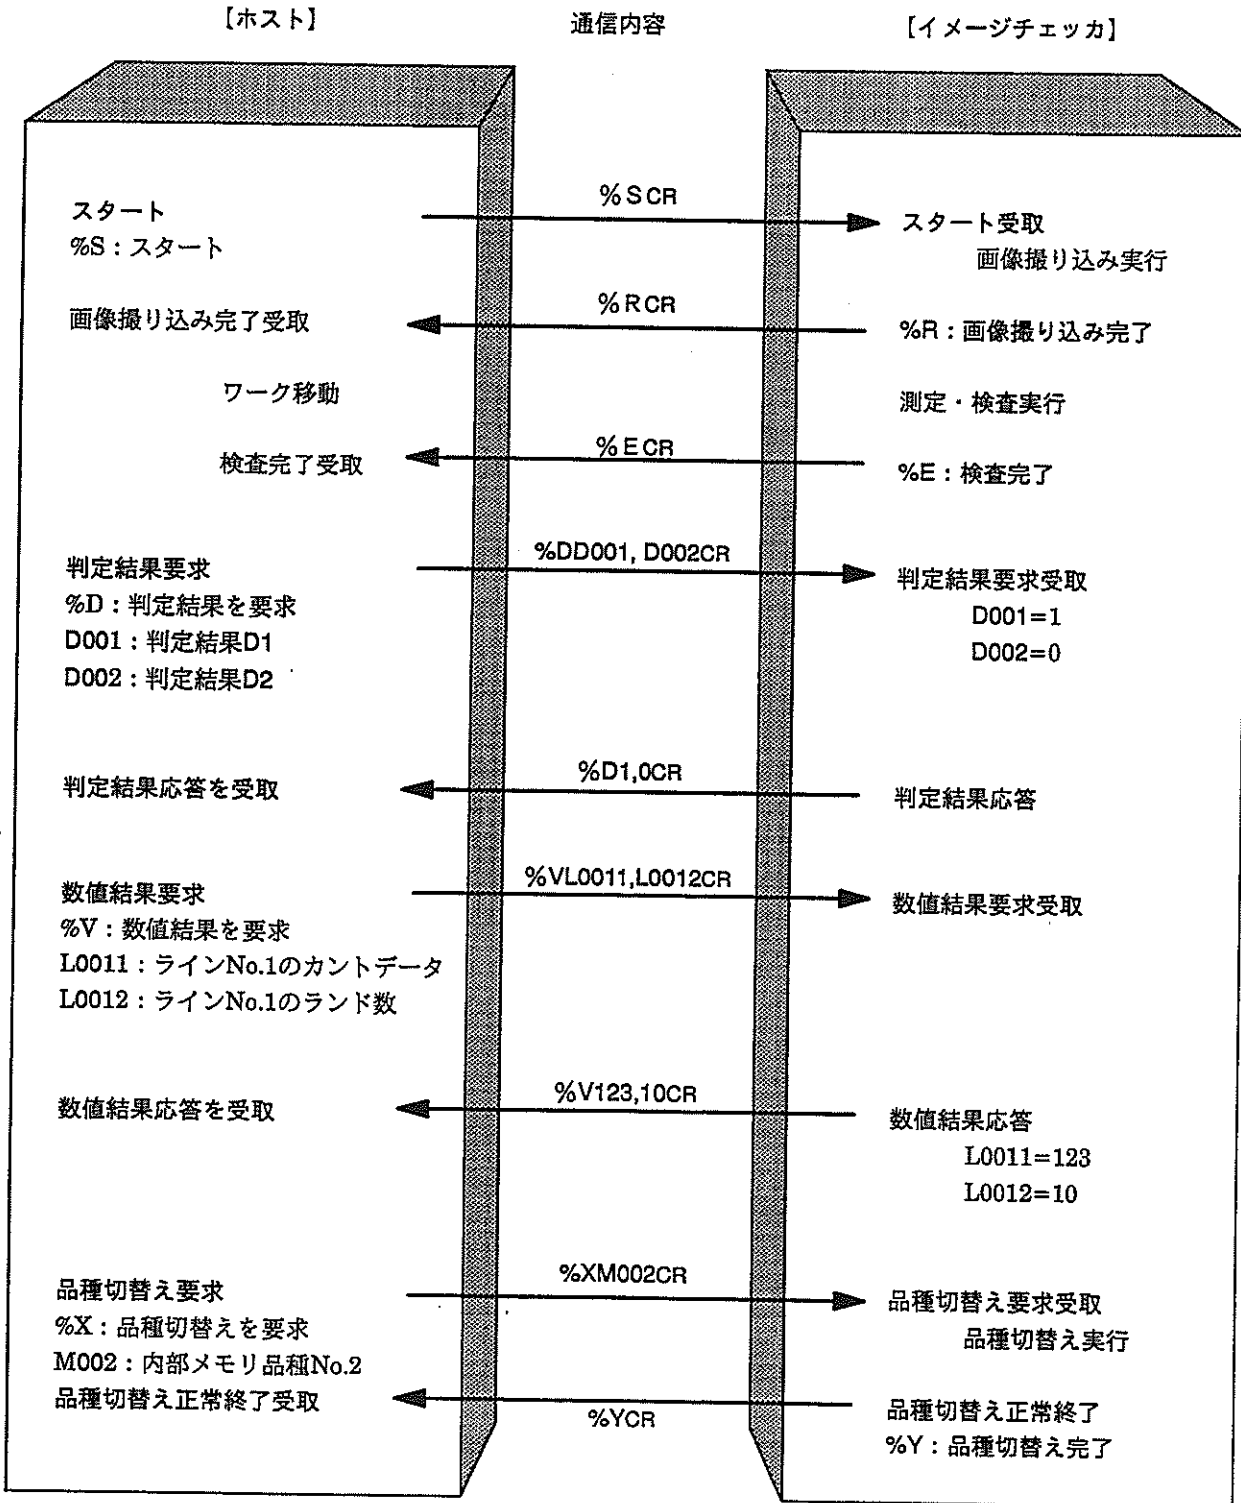 【ホスト】 通信内容 【イメージチェッカ】
スタート
%S：スタート
%S CR
スタート受取
画像撮り込み実行
画像撮り込み完了受取
%R CR
%R：画像撮り込み完了
ワーク移動
測定・検査実行
検査完了受取
%E CR
%E：検査完了
判定結果要求
%D：判定結果を要求
D001：判定結果D1
D002：判定結果D2
%DD001, D002CR
判定結果要求受取
D001=1
D002=0
判定結果応答を受取
%D1,0CR
判定結果応答
数値結果要求
%V：数値結果を要求
L0011：ラインNo.1のカントデータ
L0012：ラインNo.1のランド数
%VL0011,L0012CR
数値結果要求受取
数値結果応答を受取
%V123,10CR
数値結果応答
L0011=123
L0012=10
品種切替え要求
%X：品種切替えを要求
M002：内部メモリ品種No.2
%XM002CR
品種切替え要求受取
品種切替え実行
品種切替え正常終了受取
%YCR
品種切替え正常終了
%Y：品種切替え完了